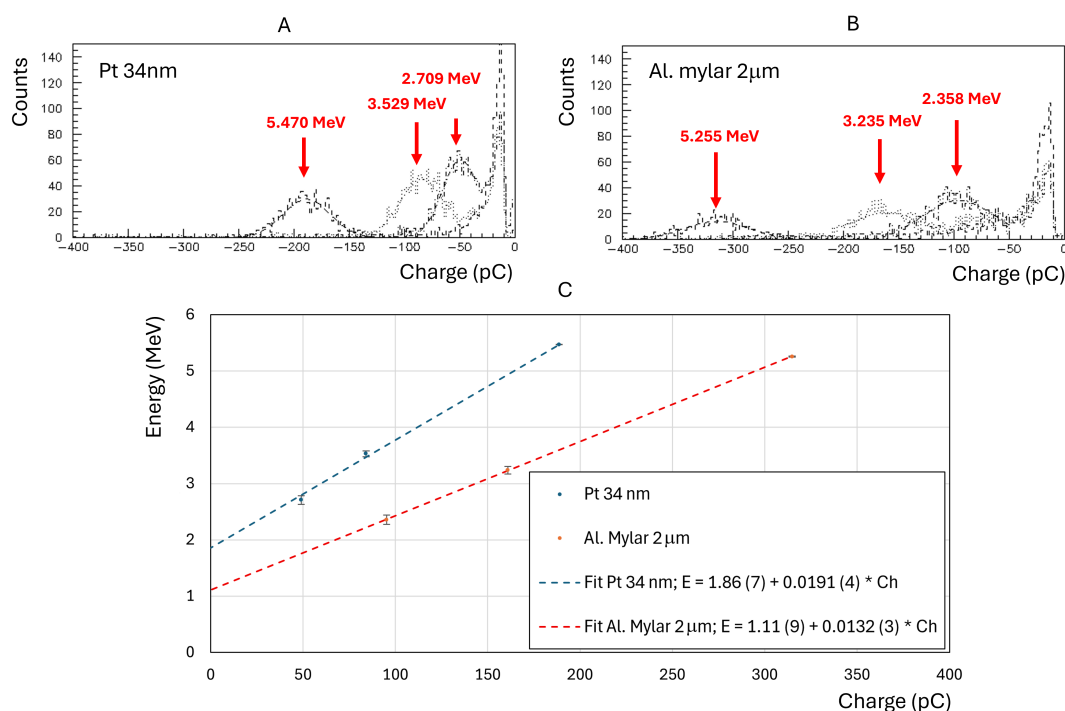 A
Counts
140
120
100
80
60
40
20
0
Pt 34nm
2.709 MeV
3.529 MeV
5.470 MeV
−400 −350 −300 −250 −200 −150 −100 −50 0
Charge (pC)
B
Counts
140
120
100
80
60
40
20
0
Al. mylar 2μm
2.358 MeV
3.235 MeV
5.255 MeV
−400 −350 −300 −250 −200 −150 −100 −50 0
Charge (pC)
C
Energy (MeV)
6
5
4
3
2
1
0
Pt 34 nm
Al. Mylar 2 μm
Fit Pt 34 nm; E = 1.86 (7) + 0.0191 (4) * Ch
Fit Al. Mylar 2 μm; E = 1.11 (9) + 0.0132 (3) * Ch
0 50 100 150 200 250 300 350 400
Charge (pC)